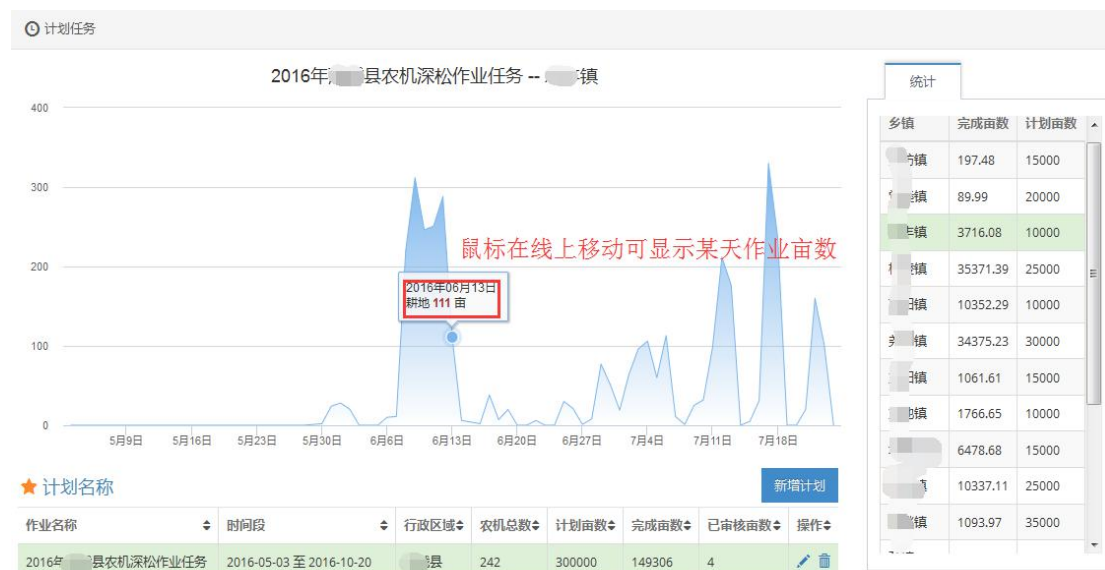 计划任务
2016年 县农机深松作业任务 -- 镇
400
300
200
100
0
鼠标在线上移动可显示某天作业亩数
2016年06月13日
耕地 111 亩
5月9日 5月16日 5月23日 5月30日 6月6日 6月13日 6月20日 6月27日 7月4日 7月11日 7月18日
统计
乡镇 完成亩数 计划亩数
镇 197.48 15000
镇 89.99 20000
镇 3716.08 10000
镇 35371.39 25000
镇 10352.29 10000
镇 34375.23 30000
镇 1061.61 15000
镇 1766.65 10000
6478.68 15000
10337.11 25000
镇 1093.97 35000
计划名称
新增计划
作业名称 时间段 行政区域 农机总数 计划亩数 完成亩数 已审核亩数 操作
2016年 县农机深松作业任务 2016-05-03 至 2016-10-20 县 242 300000 149306 4